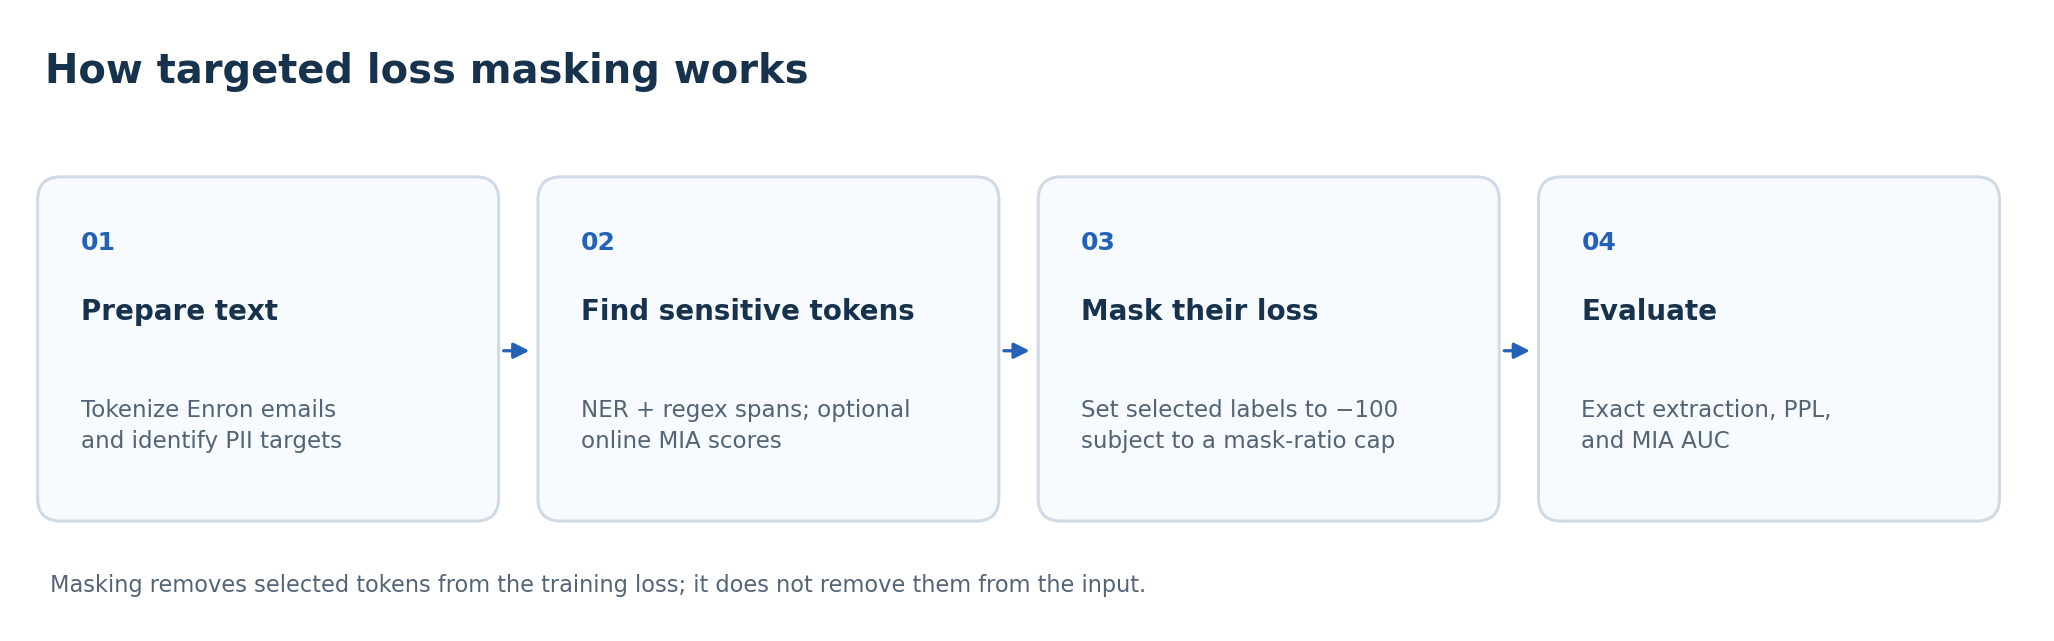 How targeted loss masking works
01
Prepare text
Tokenize Enron emails
and identify PII targets
02
Find sensitive tokens
NER + regex spans; optional
online MIA scores
03
Mask their loss
Set selected labels to −100
subject to a mask-ratio cap
04
Evaluate
Exact extraction, PPL,
and MIA AUC
Masking removes selected tokens from the training loss; it does not remove them from the input.